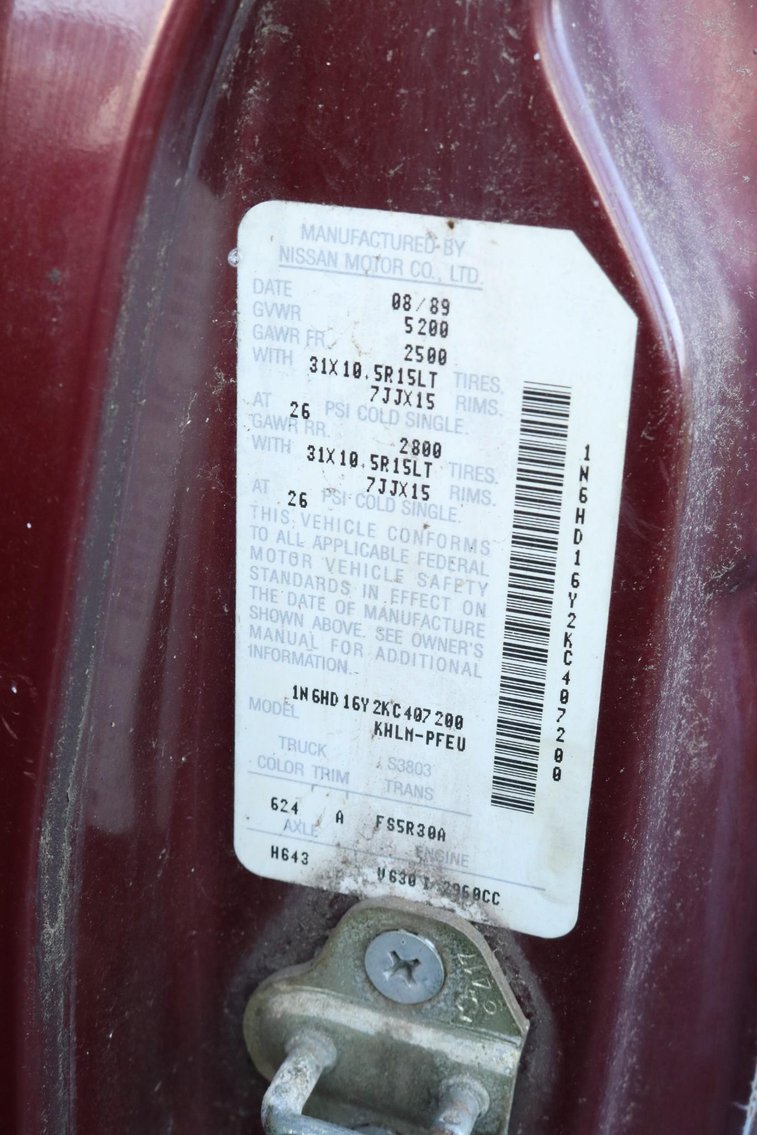 MANUFACTURED BY
NISSAN MOTOR CO., LTD.
DATE 08/89
GVWR 5200
GAWR FR. 2500
WITH 31X10.5R15LT TIRES.
7JJX15 RIMS.
AT 26 PSI COLD SINGLE.
GAWR RR. 2800
WITH 31X10.5R15LT TIRES.
7JJX15 RIMS.
AT 26 PSI COLD SINGLE.
THIS VEHICLE CONFORMS
TO ALL APPLICABLE FEDERAL
MOTOR VEHICLE SAFETY
STANDARDS IN EFFECT ON
THE DATE OF MANUFACTURE
SHOWN ABOVE. SEE OWNER'S
MANUAL FOR ADDITIONAL
INFORMATION.
1N6HD16Y2KC407200
MODEL KHLM-PFEU
TRUCK S3803
COLOR TRIM TRANS
624 A FS5R30A
AXLE ENGINE
H643 2960CC
1N6HD16Y2KC407200